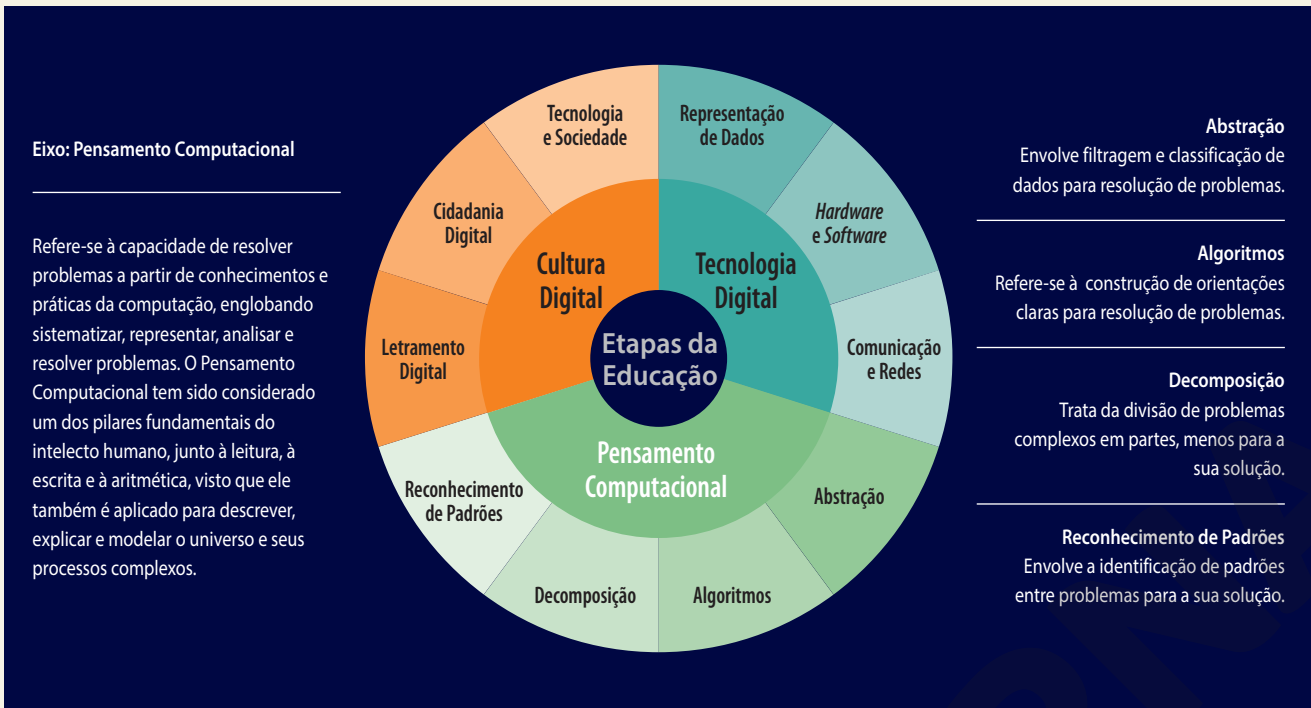 Eixo: Pensamento Computacional
Refere-se à capacidade de resolver
problemas a partir de conhecimentos e
práticas da computação, englobando
sistematizar, representar, analisar e
resolver problemas. O Pensamento
Computacional tem sido considerado
um dos pilares fundamentais do
intelecto humano, junto à leitura, à
escrita e à aritmética, visto que ele
também é aplicado para descrever,
explicar e modelar o universo e seus
processos complexos.
Tecnologia
e Sociedade
Representação
de Dados
Cidadania
Digital
Hardware
e Software
Cultura
Digital
Tecnologia
Digital
Letramento
Digital
Etapas da
Educação
Comunicação
e Redes
Pensamento
Computacional
Reconhecimento
de Padrões
Abstração
Decomposição
Algoritmos
Abstração
Envolve filtragem e classificação de
dados para resolução de problemas.
Algoritmos
Refere-se à construção de orientações
claras para resolução de problemas.
Decomposição
Trata da divisão de problemas
complexos em partes, menos para a
sua solução.
Reconhecimento de Padrões
Envolve a identificação de padrões
entre problemas para a sua solução.